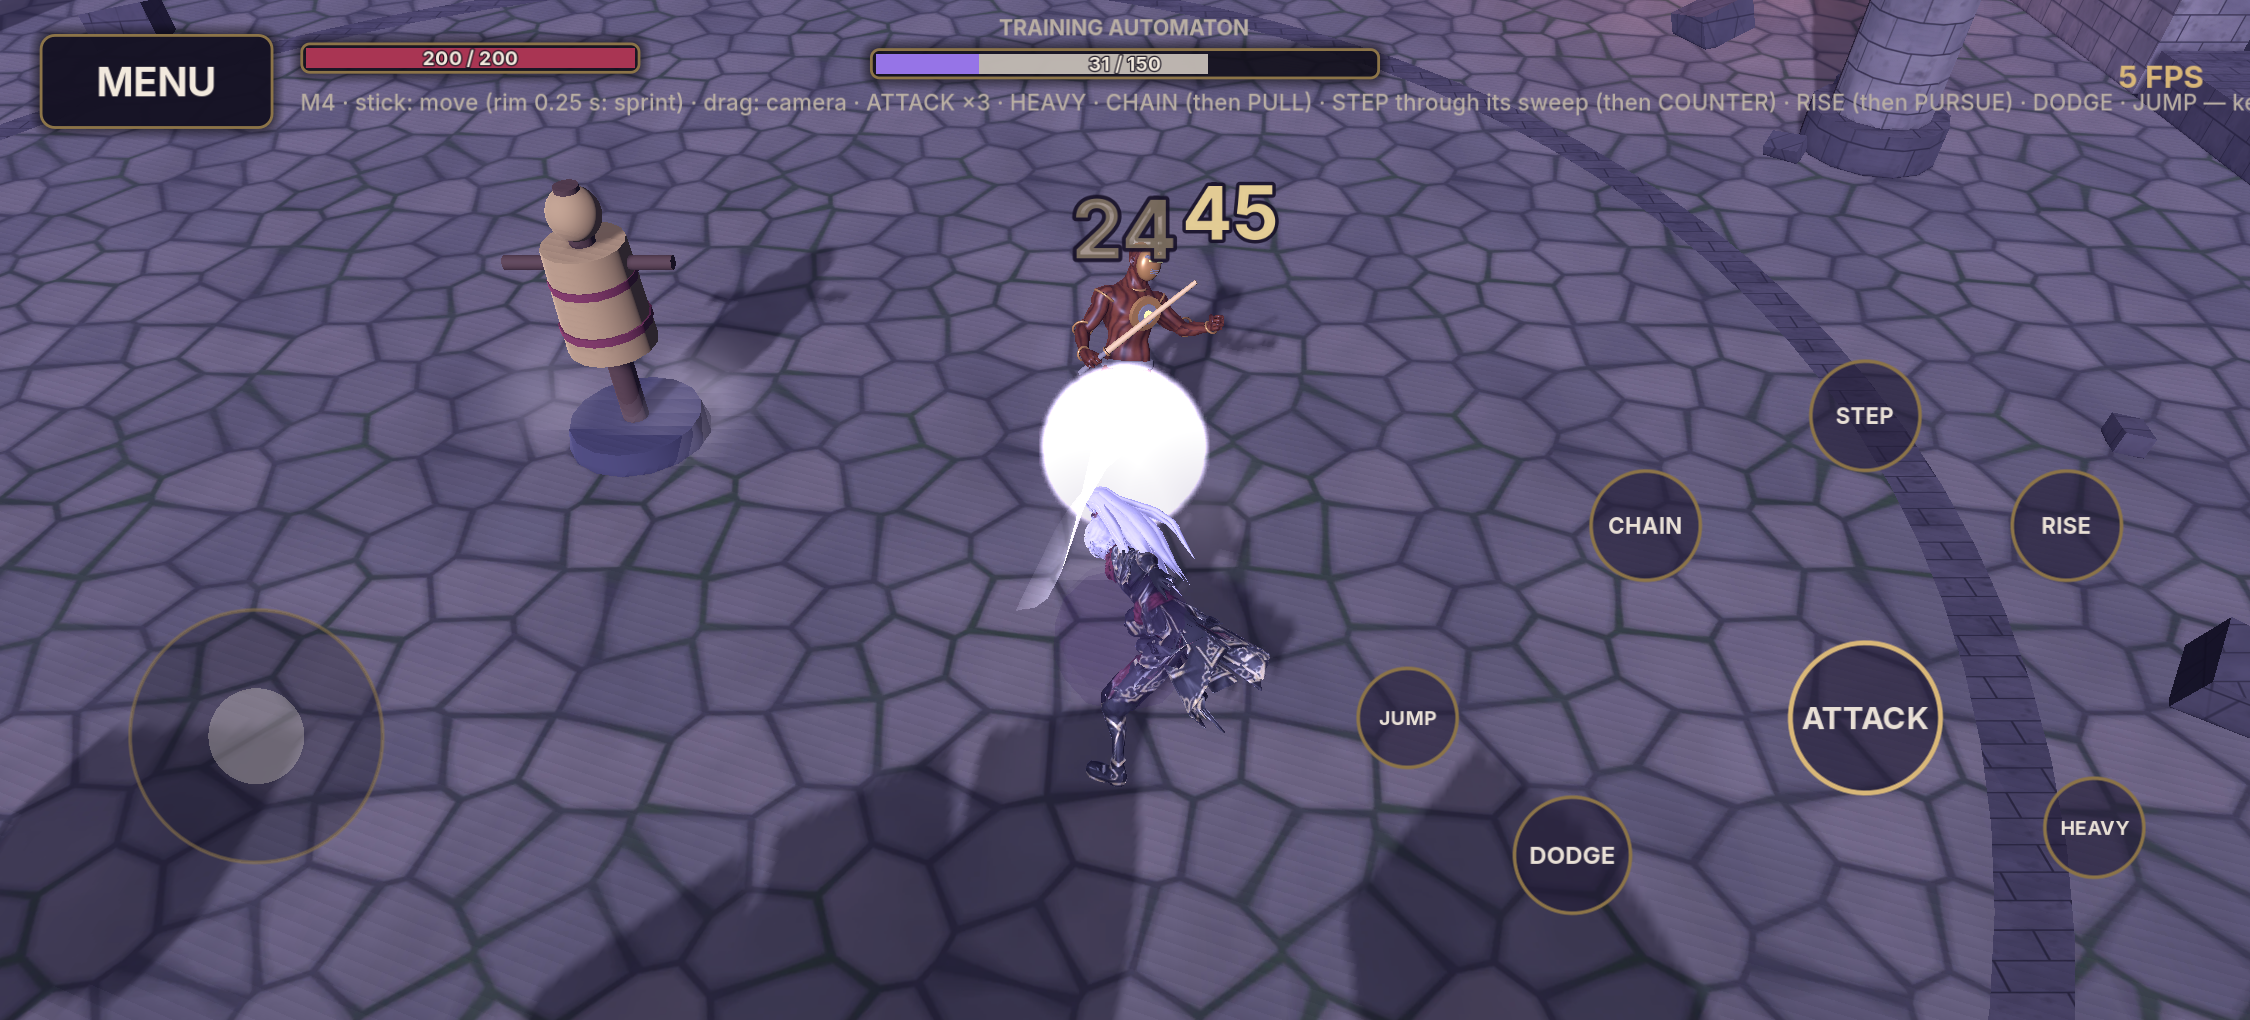 TRAINING AUTOMATON
MENU
200 / 200
31 / 150
5 FPS
M4 · stick: move (rim 0.25 s: sprint) · drag: camera · ATTACK ×3 · HEAVY · CHAIN (then PULL) · STEP through its sweep (then COUNTER) · RISE (then PURSUE) · DODGE · JUMP —
24
45
STEP
CHAIN
RISE
JUMP
ATTACK
HEAVY
DODGE